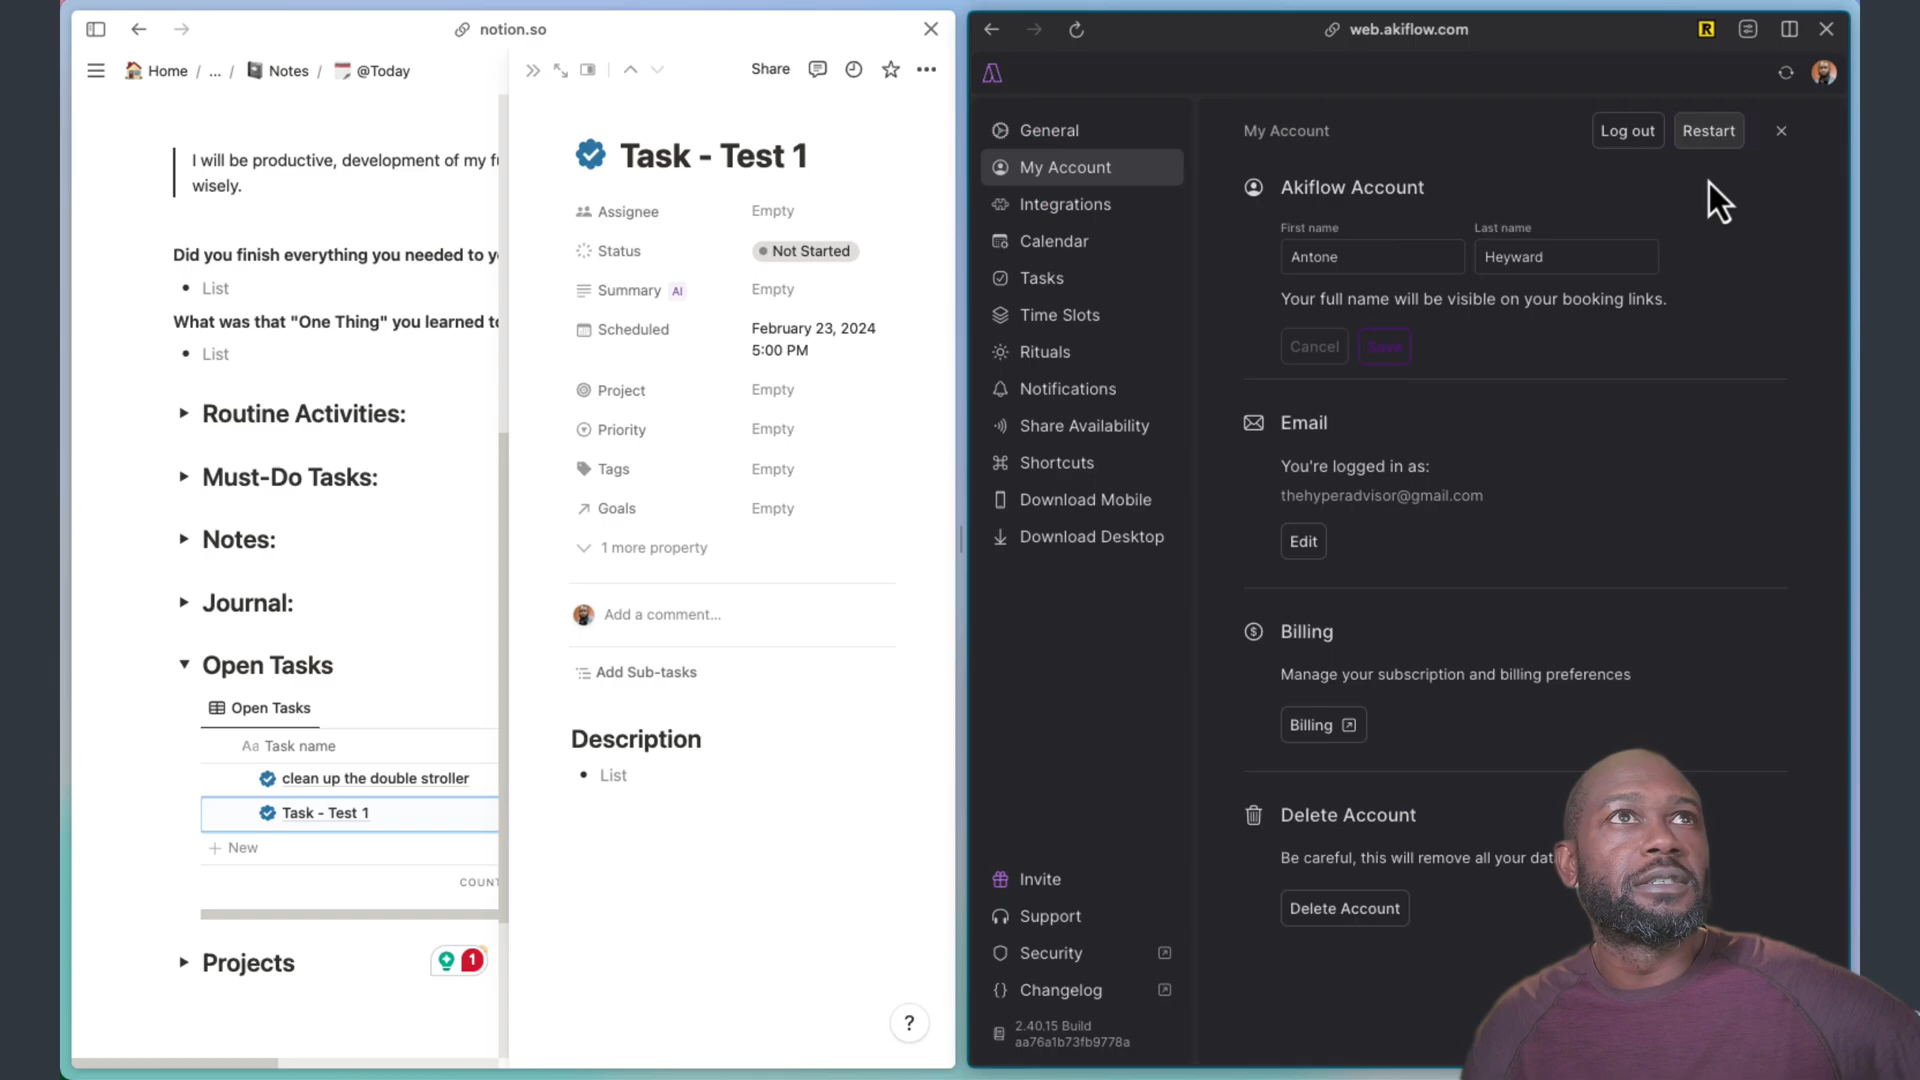 notion.so
Home / ... / Notes / @Today
Share
I will be productive, development of my fu
wisely.
Did you finish everything you needed to y
List
What was that "One Thing" you learned to
List
Routine Activities:
Must-Do Tasks:
Notes:
Journal:
Open Tasks
Open Tasks
Aa Task name
clean up the double stroller
Task - Test 1
+ New
COUNT
Projects
1
Task - Test 1
Assignee Empty
Status Not Started
Summary AI Empty
Scheduled February 23, 2024
5:00 PM
Project Empty
Priority Empty
Tags Empty
Goals Empty
1 more property
Add a comment...
Add Sub-tasks
Description
List
?
web.akiflow.com
R
General
My Account
Integrations
Calendar
Tasks
Time Slots
Rituals
Notifications
Share Availability
Shortcuts
Download Mobile
Download Desktop
Invite
Support
Security
Changelog
2.40.15 Build
aa76a1b73fb9778a
My Account
Log out
Restart
Akiflow Account
First name Last name
Antone Heyward
Your full name will be visible on your booking links.
Cancel Save
Email
You're logged in as:
thehyperadvisor@gmail.com
Edit
Billing
Manage your subscription and billing preferences
Billing
Delete Account
Be careful, this will remove all your dat
Delete Account